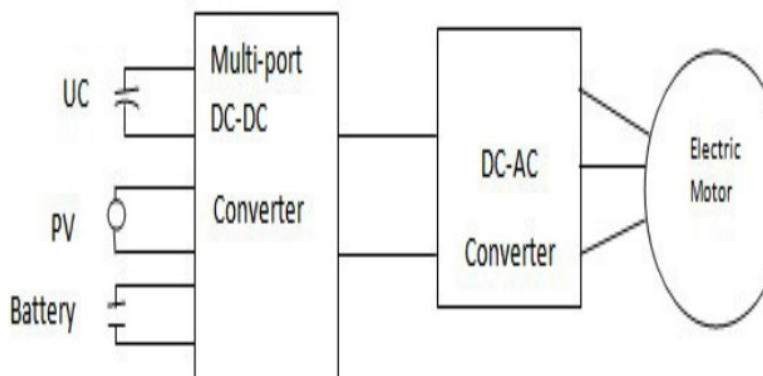 UC
PV
Battery
Multi-port
DC-DC
Converter
DC-AC
Converter
Electric
Motor